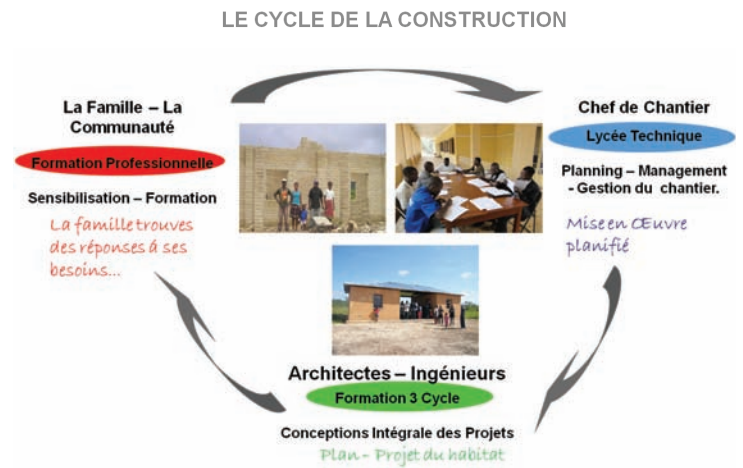 LE CYCLE DE LA CONSTRUCTION
La Famille – La
Communauté
Formation Professionnelle
Sensibilisation – Formation
La famille trouves
des réponses á ses
besoins...
Chef de Chantier
Lycée Technique
Planning – Management
- Gestion du chantier.
Mise en Œuvre
planifié
Architectes – Ingénieurs
Formation 3 Cycle
Conceptions Intégrale des Projets
Plan - Projet du habitat